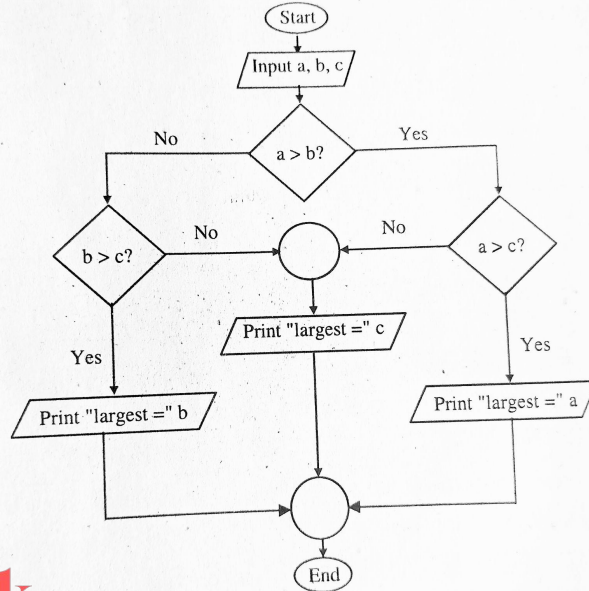 Start
Input a, b, c
No
Yes
a > b?
b > c?
No
No
a > c?
Print "largest =" c
Yes
Yes
Print "largest =" b
Print "largest =" a
End